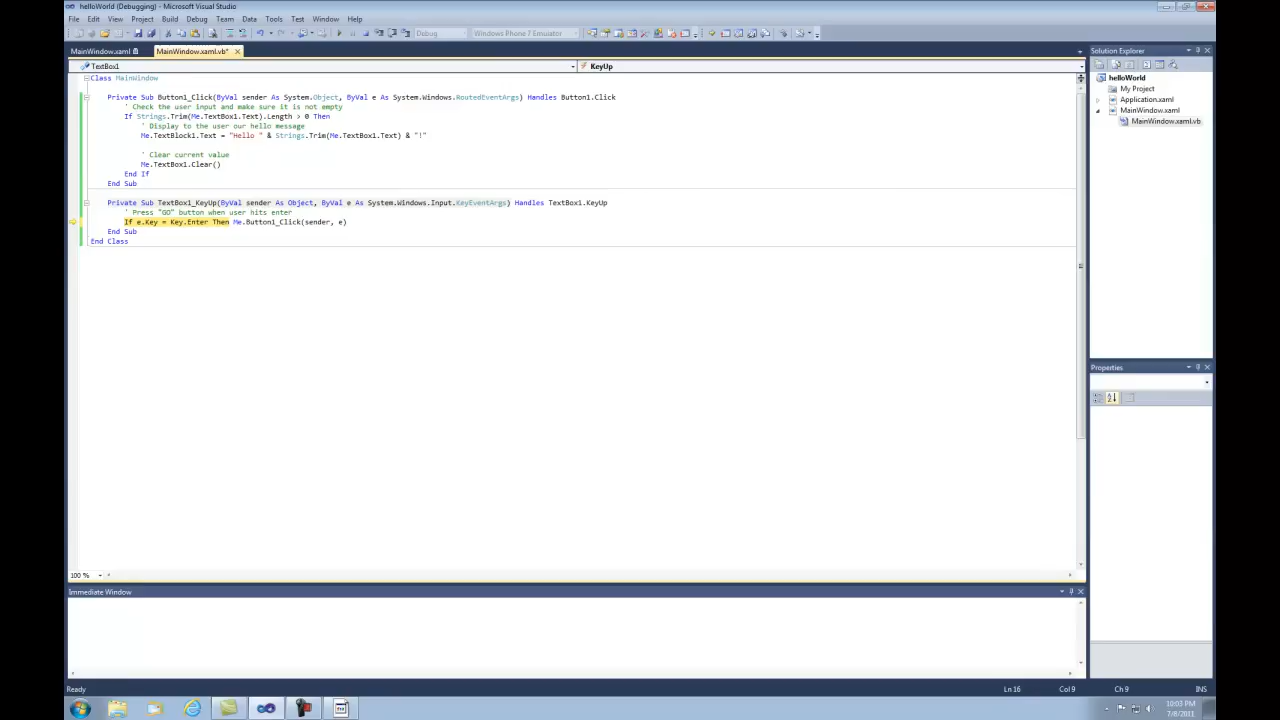 helloWorld (Debugging) - Microsoft Visual Studio
File Edit View Project Build Debug Team Data Tools Test Window Help
Debug Windows Phone 7 Emulator
MainWindow.xaml MainWindow.xaml.vb* ×
TextBox1 KeyUp
Class MainWindow
Private Sub Button1_Click(ByVal sender As System.Object, ByVal e As System.Windows.RoutedEventArgs) Handles Button1.Click
' Check the user input and make sure it is not empty
If Strings.Trim(Me.TextBox1.Text).Length > 0 Then
' Display to the user our hello message
Me.TextBlock1.Text = "Hello " & Strings.Trim(Me.TextBox1.Text) & "!"
' Clear current value
Me.TextBox1.Clear()
End If
End Sub
Private Sub TextBox1_KeyUp(ByVal sender As Object, ByVal e As System.Windows.Input.KeyEventArgs) Handles TextBox1.KeyUp
' Press "GO" button when user hits enter
If e.Key = Key.Enter Then Me.Button1_Click(sender, e)
End Sub
End Class
100 %
Immediate Window
Solution Explorer
helloWorld
My Project
Application.xaml
MainWindow.xaml
MainWindow.xaml.vb
Properties
Ready Ln 16 Col 9 Ch 9 INS
10:03 PM
7/8/2011